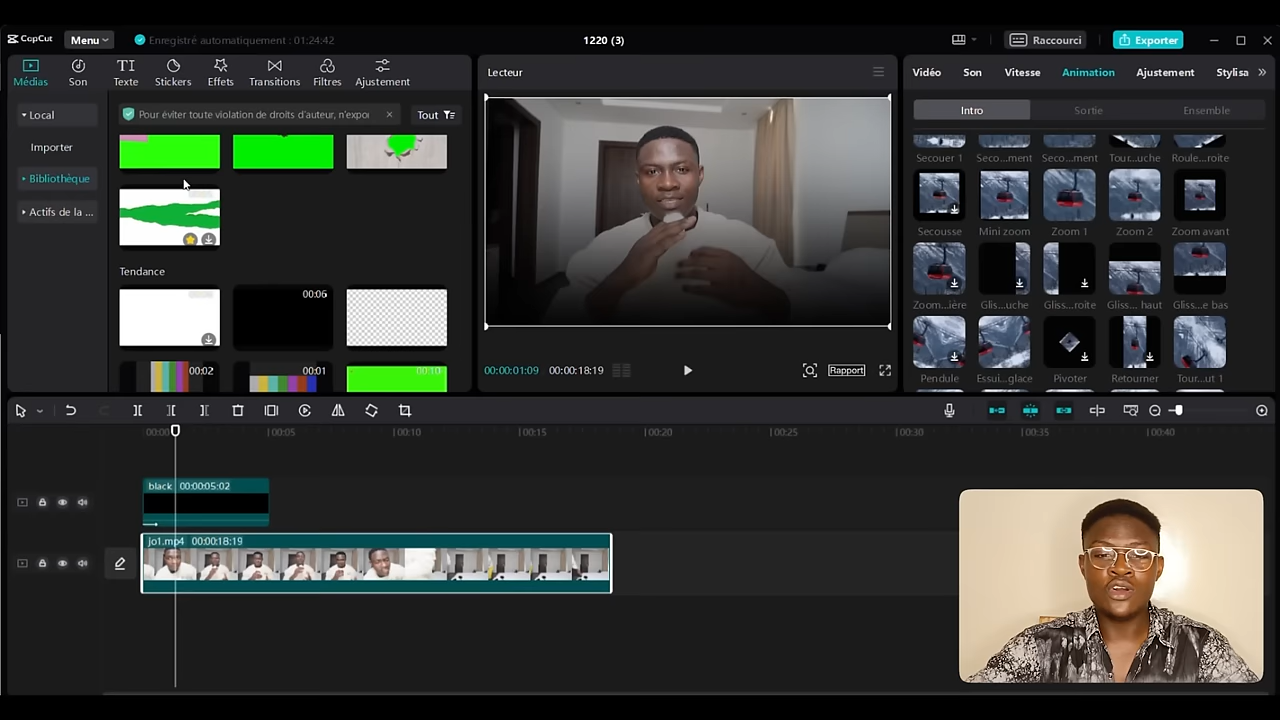 CapCut
Menu
Enregistré automatiquement : 01:24:42
1220 (3)
Raccourci
Exporter
Médias
Son
Texte
Stickers
Effets
Transitions
Filtres
Ajustement
Local
Importer
Bibliothèque
Actifs de la ...
Pour éviter toute violation de droits d'auteur, n'expor
Tout
Tendance
00:06
00:02
00:01
00:10
Lecteur
00:00:01:09
00:00:18:19
Rapport
Vidéo
Son
Vitesse
Animation
Ajustement
Stylisa
Intro
Sortie
Ensemble
Secouer 1
Seco...ment
Seco...ment
Tour...uche
Roule...roite
Secousse
Mini zoom
Zoom 1
Zoom 2
Zoom avant
Zoom...ière
Glis...uche
Gliss...roite
Gliss... haut
Gliss...e bas
Pendule
Essui...glace
Pivoter
Retourner
Tour...ut 1
00:00
00:05
00:10
00:15
00:20
00:25
00:30
00:35
00:40
black 00:00:05:02
jo1.mp4 00:00:18:19